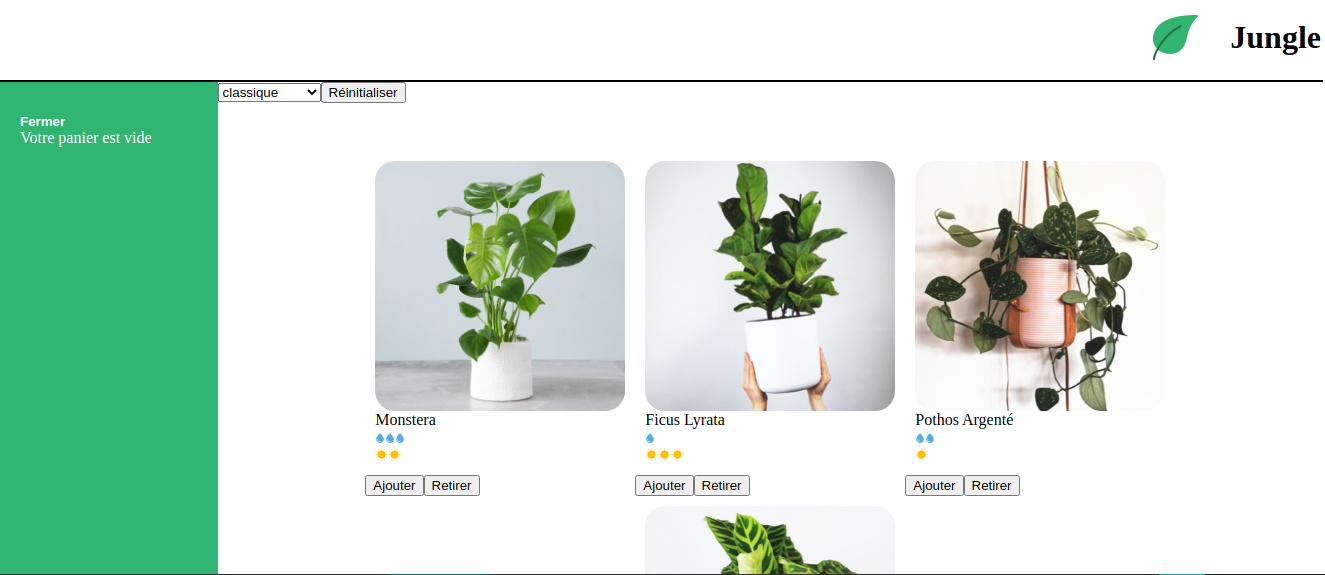 Jungle
classique Réinitialiser
Fermer
Votre panier est vide
Monstera
Ficus Lyrata
Pothos Argenté
Ajouter Retirer
Ajouter Retirer
Ajouter Retirer